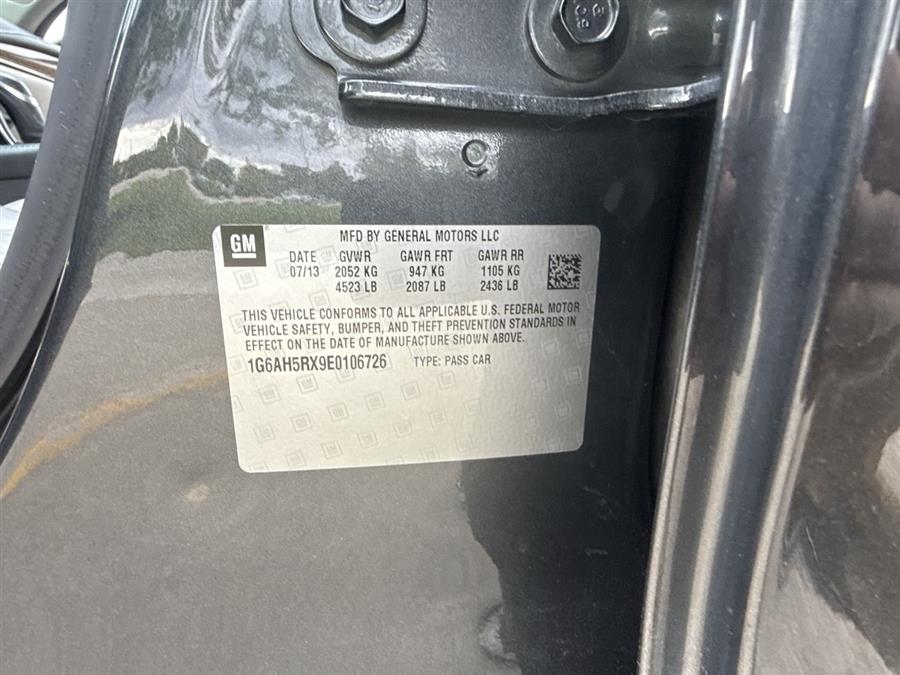 GM
MFD BY GENERAL MOTORS LLC
DATE GVWR GAWR FRT GAWR RR
07/13 2052 KG 947 KG 1105 KG
4523 LB 2087 LB 2436 LB
THIS VEHICLE CONFORMS TO ALL APPLICABLE U.S. FEDERAL MOTOR
VEHICLE SAFETY, BUMPER, AND THEFT PREVENTION STANDARDS IN
EFFECT ON THE DATE OF MANUFACTURE SHOWN ABOVE.
1G6AH5RX9E0106726 TYPE: PASS CAR